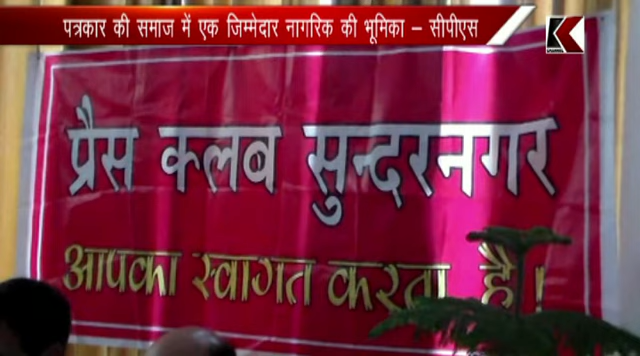 पत्रकार की समाज में एक जिम्मेदार नागरिक की भूमिका – सीपीएस
K
प्रैस कलब सुन्दरनगर
आपका स्वागत करता है।